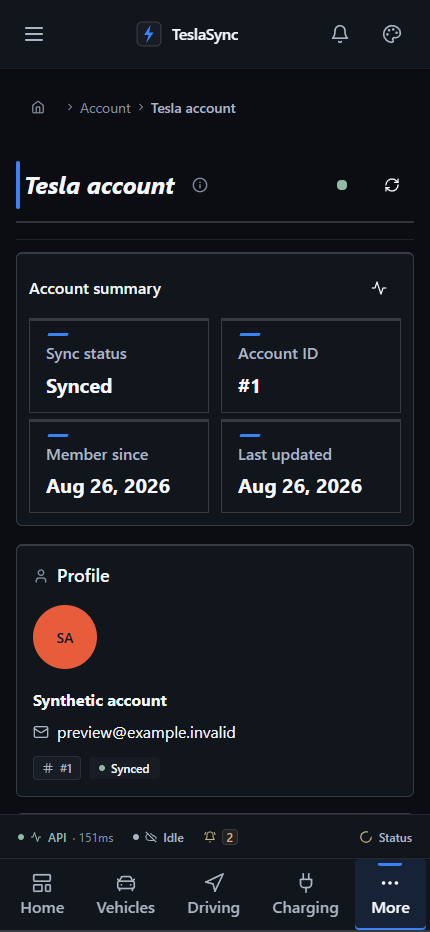 TeslaSync
Account Tesla account
Tesla account
Account summary
Sync status
Synced
Account ID
#1
Member since
Aug 26, 2026
Last updated
Aug 26, 2026
Profile
SA
Synthetic account
preview@example.invalid
#1
Synced
API · 151ms Idle 2 Status
Home Vehicles Driving Charging More